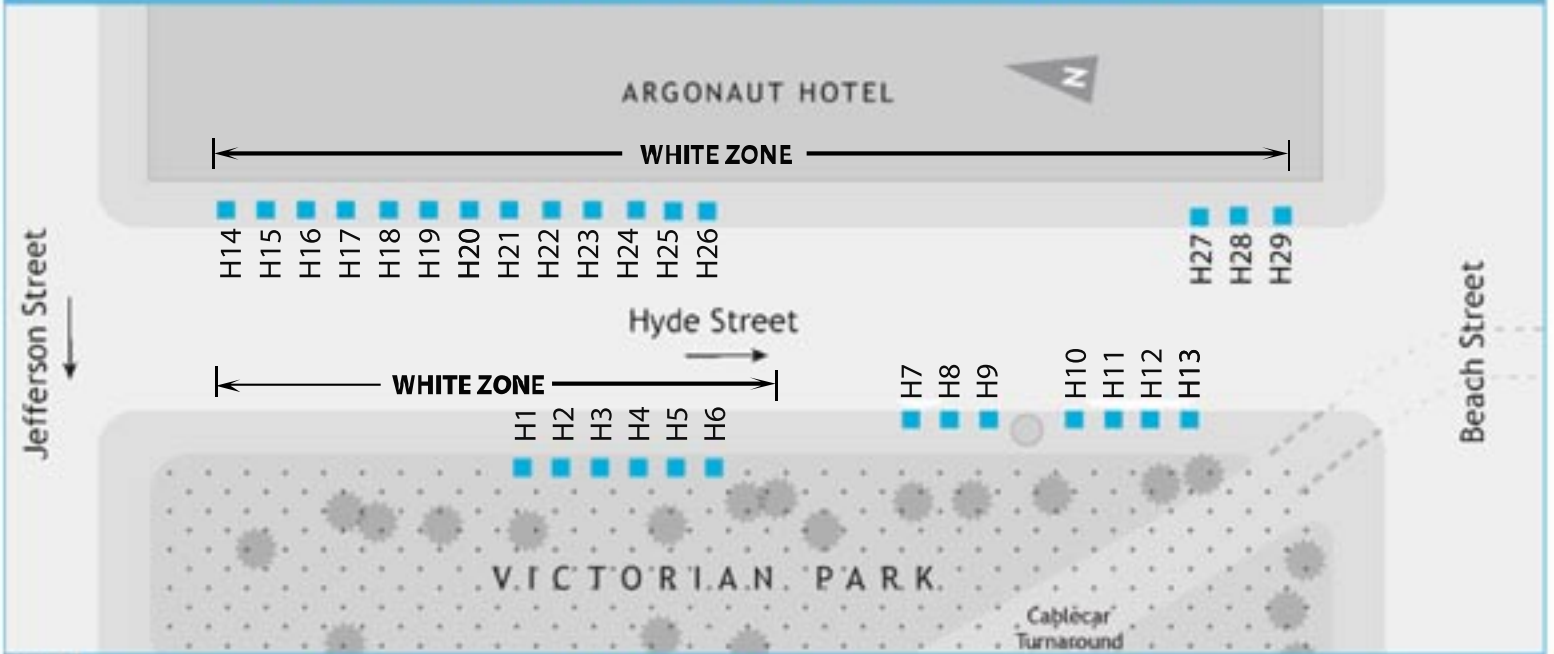 ARGONAUT HOTEL
N
WHITE ZONE
H14 H15 H16 H17 H18 H19 H20 H21 H22 H23 H24 H25 H26 H27 H28 H29
Jefferson Street
Hyde Street
Beach Street
WHITE ZONE
H7 H8 H9 H10 H11 H12 H13
H1 H2 H3 H4 H5 H6
VICTORIAN PARK
Cablecar
Turnaround